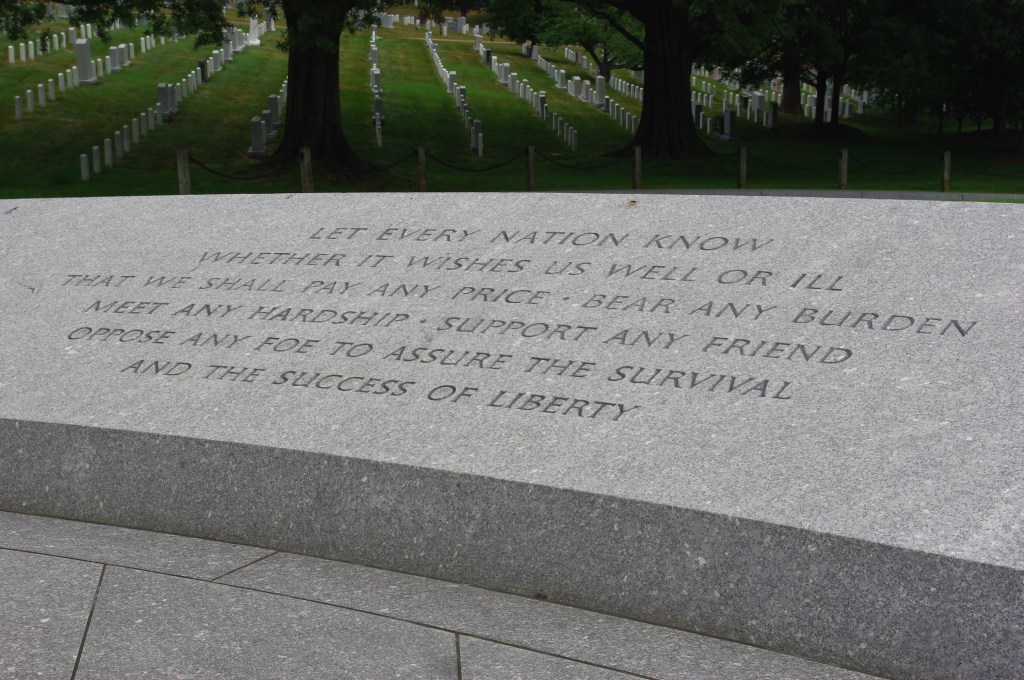 LET EVERY NATION KNOW
WHETHER IT WISHES US WELL OR ILL
THAT WE SHALL PAY ANY PRICE · BEAR ANY BURDEN
MEET ANY HARDSHIP · SUPPORT ANY FRIEND
OPPOSE ANY FOE TO ASSURE THE SURVIVAL
AND THE SUCCESS OF LIBERTY